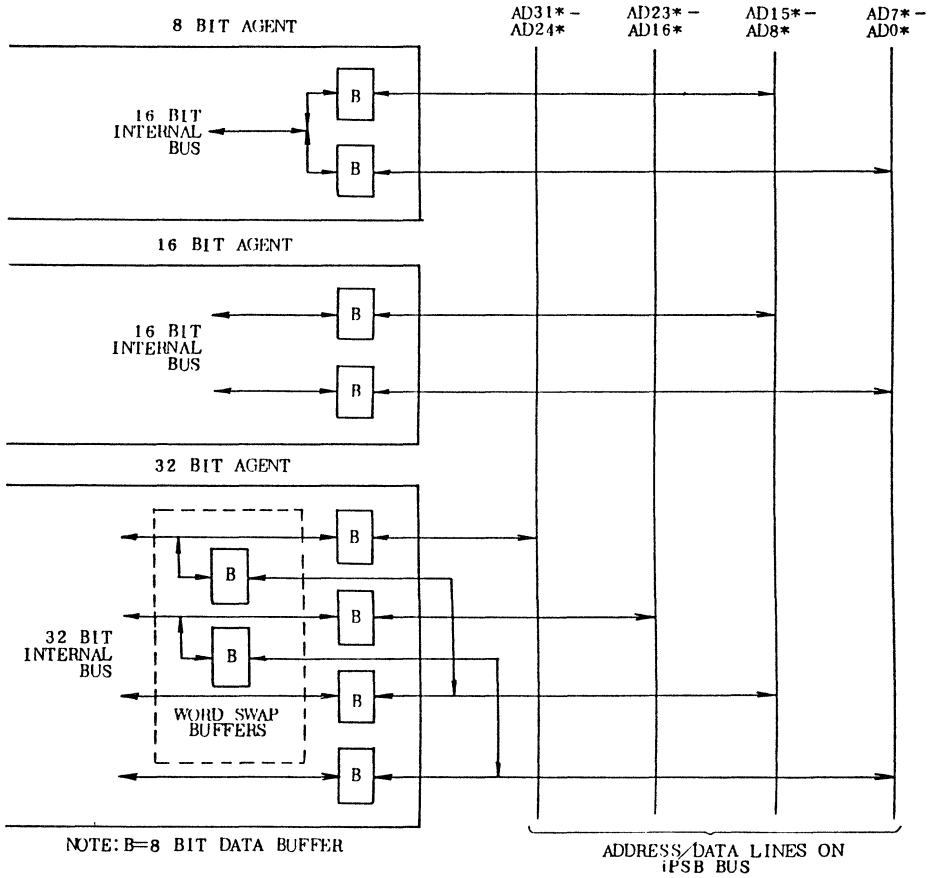 AD31*– AD23*– AD15*– AD7*–
8 BIT AGENT AD24* AD16* AD8* AD0*
B
16 BIT
INTERNAL
BUS
B
16 BIT AGENT
B
16 BIT
INTERNAL
BUS
B
32 BIT AGENT
B
B
B
32 BIT
INTERNAL
BUS
B
B
WORD SWAP
BUFFERS
B
NOTE: B=8 BIT DATA BUFFER
ADDRESS/DATA LINES ON
iPSB BUS